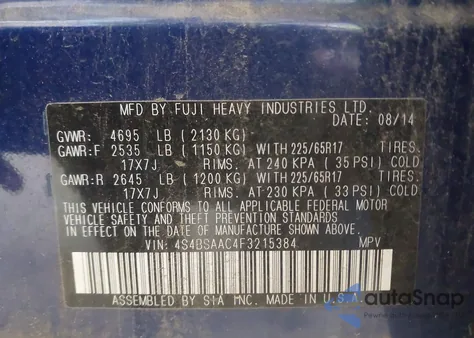 MFD BY FUJI HEAVY INDUSTRIES LTD.
DATE: 08/14
GVWR: 4695 LB (2130 KG)
GAWR:F 2535 LB (1150 KG) WITH 225/65R17 TIRES,
17X7J RIMS, AT 240 KPA (35 PSI) COLD
GAWR:R 2645 LB (1200 KG) WITH 225/65R17 TIRES,
17X7J RIMS, AT 230 KPA (33 PSI) COLD
THIS VEHICLE CONFORMS TO ALL APPLICABLE FEDERAL MOTOR
VEHICLE SAFETY AND THEFT PREVENTION STANDARDS
IN EFFECT ON THE DATE OF MANUFACTURE SHOWN ABOVE.
VIN: 4S4BSAAC4F3215384 MPV
ASSEMBLED BY SIA INC. MADE IN U.S.A.
autoSnap